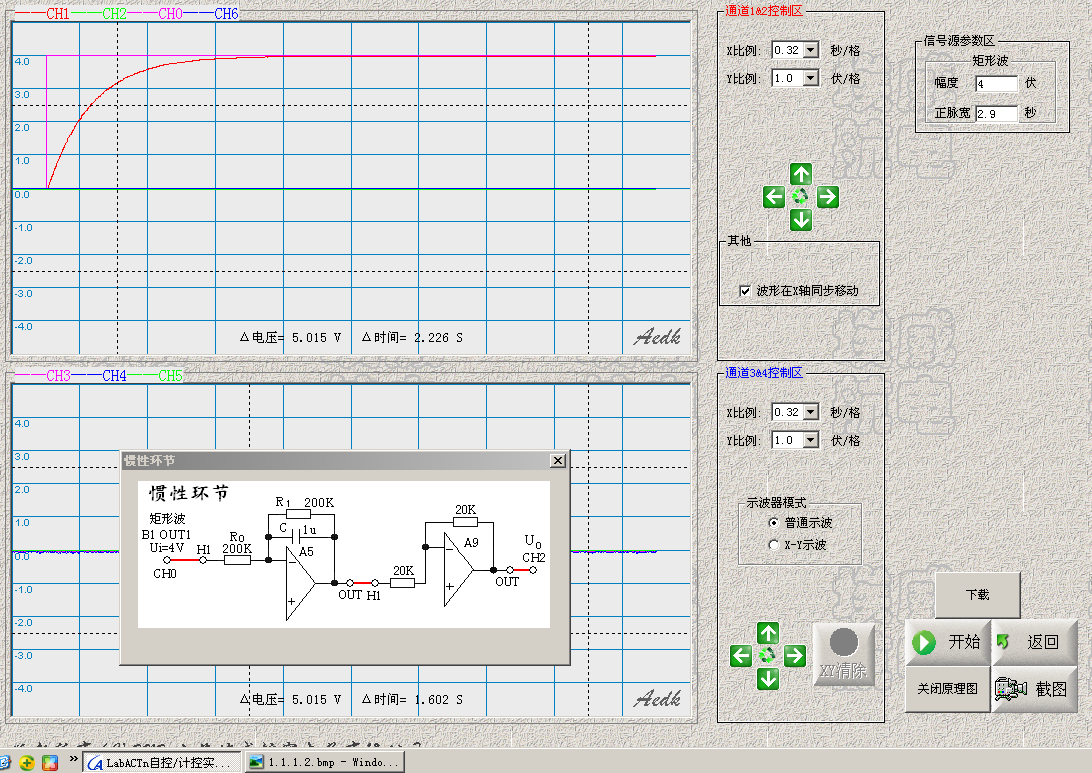 CH1 CH2 CH0 CH6
4.0
3.0
2.0
1.0
0.0
-1.0
-2.0
-3.0
-4.0
△电压= 5.015 V △时间= 2.226 S
Aedk
通道1&2控制区
X比例: 0.32 秒/格
Y比例: 1.0 伏/格
其他
波形在X轴同步移动
信号源参数区
矩形波
幅度 4 伏
正脉宽 2.9 秒
CH3 CH4 CH5
4.0
3.0
2.0
1.0
0.0
-1.0
-2.0
-3.0
-4.0
△电压= 5.015 V △时间= 1.602 S
Aedk
惯性环节
惯性环节
矩形波
B1 OUT1
Ui=4V
CH0
H1
R0
200K
R1 200K
C 1u
A5
OUT H1
20K
20K
A9
U0
CH2
OUT
通道3&4控制区
X比例: 0.32 秒/格
Y比例: 1.0 伏/格
示波器模式
普通示波
X-Y示波
XY清除
下载
开始
返回
关闭原理图
截图
» LabACTn自控/计控实... 1.1.1.2.bmp - Windo...